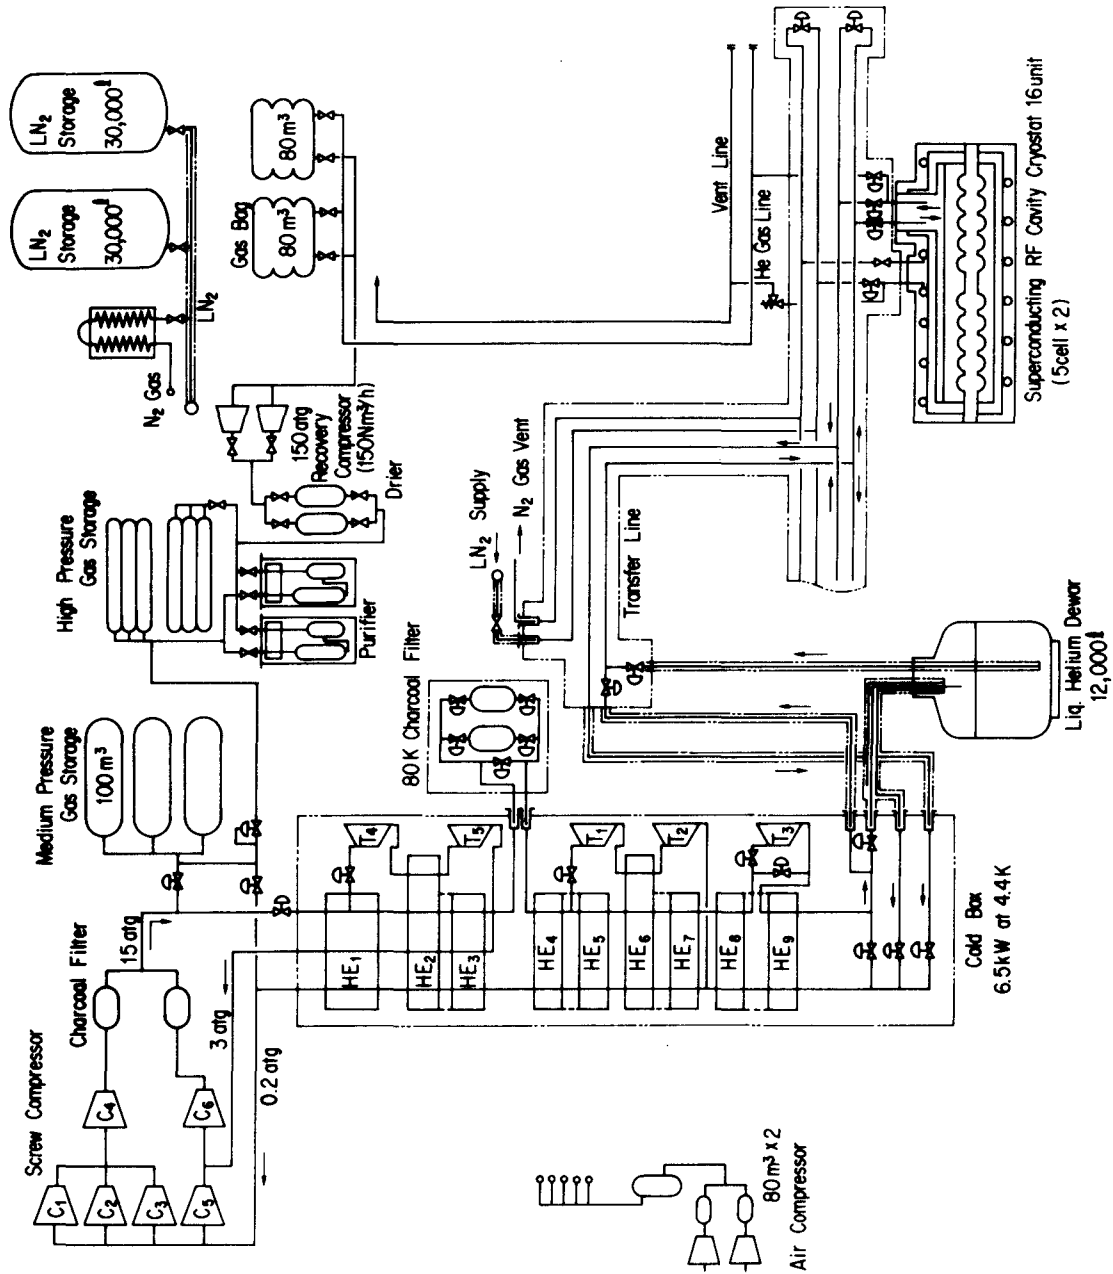 Screw Compressor
C1
C2
C3
C5
C4
C6
Charcoal Filter
15 atg
3 atg
0.2 atg
Medium Pressure
Gas Storage
100 m³
High Pressure
Gas Storage
Purifier
Drier
150 atg
Recovery
Compressor
(150Nm³/h)
N₂ Gas
LN₂
LN₂
Storage
30,000ℓ
LN₂
Storage
30,000ℓ
Gas Bag
80 m³
80 m³
80K Charcoal Filter
LN₂ Supply
N₂ Gas Vent
Transfer Line
Vent Line
He Gas Line
T4
T5
T1
T2
T3
HE1
HE2
HE3
HE4
HE5
HE6
HE7
HE8
HE9
Cold Box
6.5kW at 4.4K
Liq. Helium Dewar
12,000ℓ
Superconducting RF Cavity Cryostat 16unit
(5cell x 2)
80 m³ x 2
Air Compressor